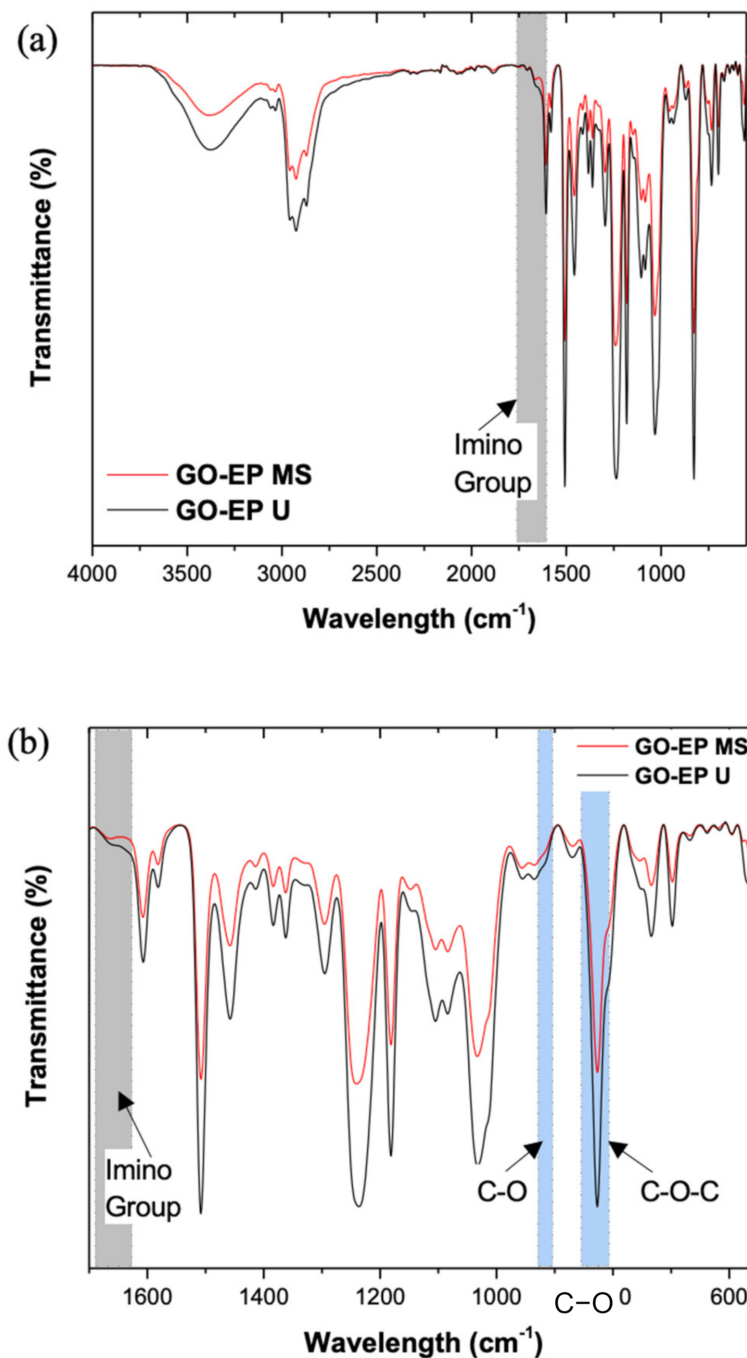 (a)
Transmittance (%)
Imino
Group
GO-EP MS
GO-EP U
4000 3500 3000 2500 2000 1500 1000
Wavelength (cm-1)
(b)
GO-EP MS
GO-EP U
Transmittance (%)
Imino
Group
C-O
C-O-C
1600 1400 1200 1000 C–O 0 600
Wavelength (cm-1)